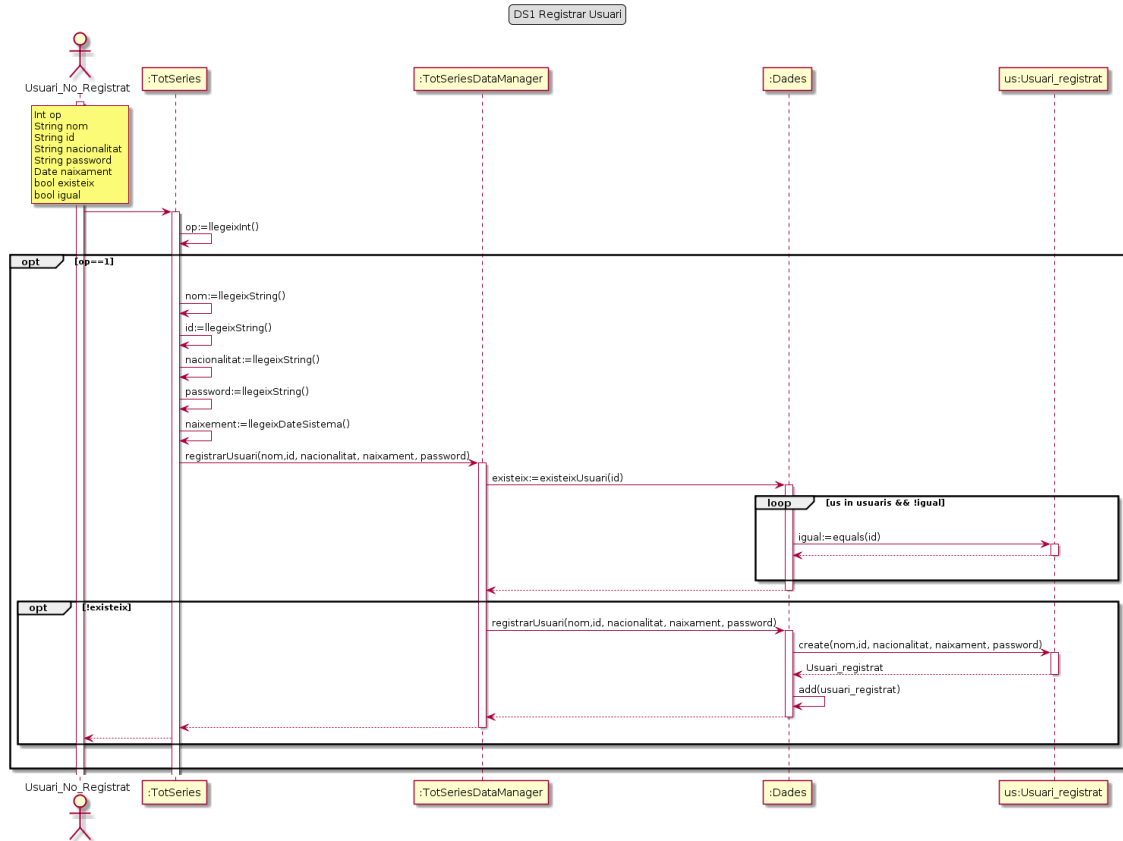 DS1 Registrar Usuari
Usuari_No_Registrat
:TotSeries
:TotSeriesDataManager
:Dades
us:Usuari_registrat
Int op
String nom
String id
String nacionalitat
String password
Date naixament
bool existeix
bool igual
op:=llegeixInt()
opt
[op==1]
nom:=llegeixString()
id:=llegeixString()
nacionalitat:=llegeixString()
password:=llegeixString()
naixement:=llegeixDateSistema()
registrarUsuari(nom,id, nacionalitat, naixament, password)
existeix:=existeixUsuari(id)
loop
[us in usuaris && !igual]
igual:=equals(id)
opt
[!existeix]
registrarUsuari(nom,id, nacionalitat, naixament, password)
create(nom,id, nacionalitat, naixament, password)
Usuari_registrat
add(usuari_registrat)
Usuari_No_Registrat
:TotSeries
:TotSeriesDataManager
:Dades
us:Usuari_registrat